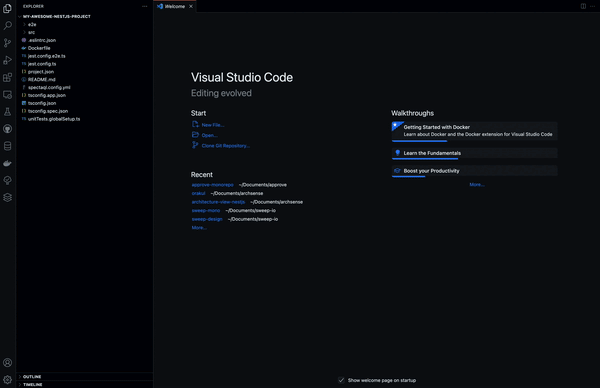 EXPLORER
Welcome
MY-AWESOME-NESTJS-PROJECT
e2e
src
.eslintrc.json
Dockerfile
jest.config.e2e.ts
jest.config.ts
project.json
README.md
spectaql.config.yml
tsconfig.app.json
tsconfig.json
tsconfig.spec.json
unitTests.globalSetup.ts
OUTLINE
TIMELINE
Visual Studio Code
Editing evolved
Start
New File...
Open...
Clone Git Repository...
Recent
approve-monorepo ~/Documents/approve
orakul ~/Documents/archsense
architecture-view-nestjs ~/Documents/archsense
sweep-mono ~/Documents/sweep-io
sweep-design ~/Documents/sweep-io
More...
Walkthroughs
Getting Started with Docker
Learn about Docker and the Docker extension for Visual Studio Code
Learn the Fundamentals
Boost your Productivity
More...
Show welcome page on startup